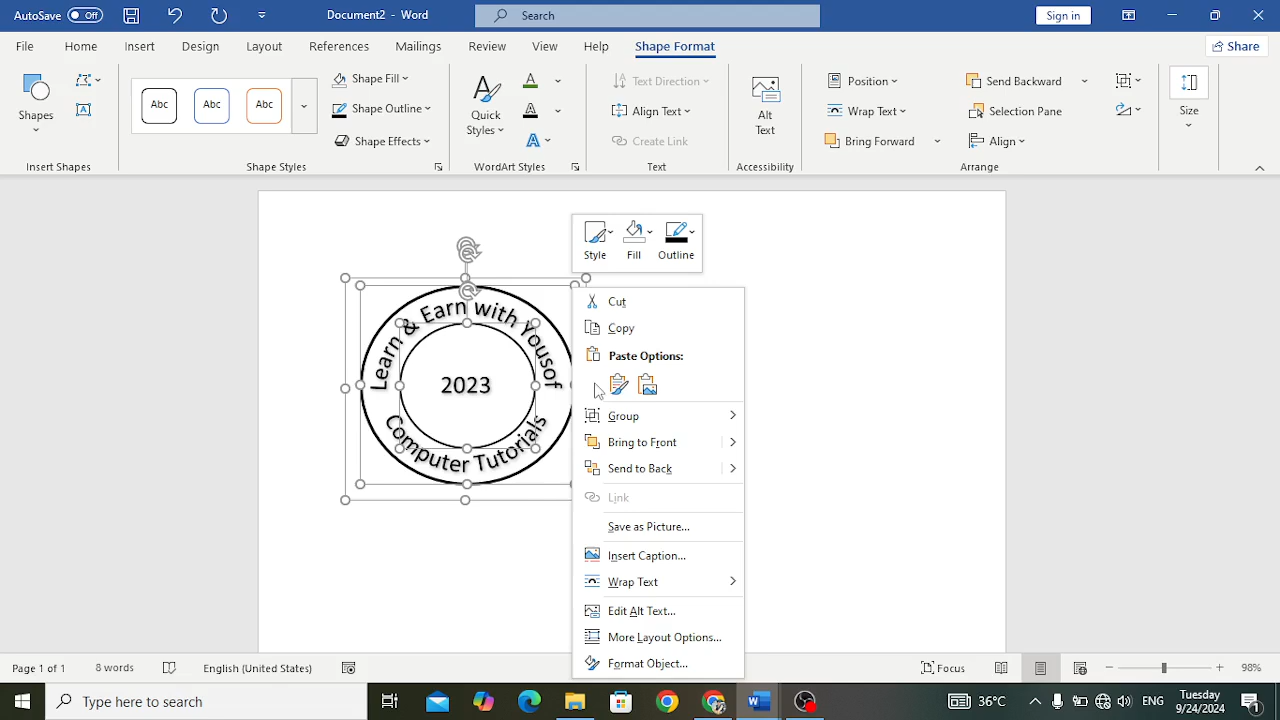 AutoSave Off
Document2 - Word
Search
Sign in
File Home Insert Design Layout References Mailings Review View Help Shape Format
Share
Shapes
Insert Shapes
Abc Abc Abc
Shape Fill
Shape Outline
Shape Effects
Shape Styles
Quick
Styles
WordArt Styles
Text Direction
Align Text
Create Link
Text
Alt
Text
Accessibility
Position
Wrap Text
Bring Forward
Send Backward
Selection Pane
Align
Arrange
Size
Style Fill Outline
Learn & Earn with Yousof
2023
Computer Tutorials
Cut
Copy
Paste Options:
Group
Bring to Front
Send to Back
Link
Save as Picture...
Insert Caption...
Wrap Text
Edit Alt Text...
More Layout Options...
Format Object...
Page 1 of 1 8 words English (United States) Focus 98%
Type here to search
36°C
ENG
Tuesday
9/24/2024
1